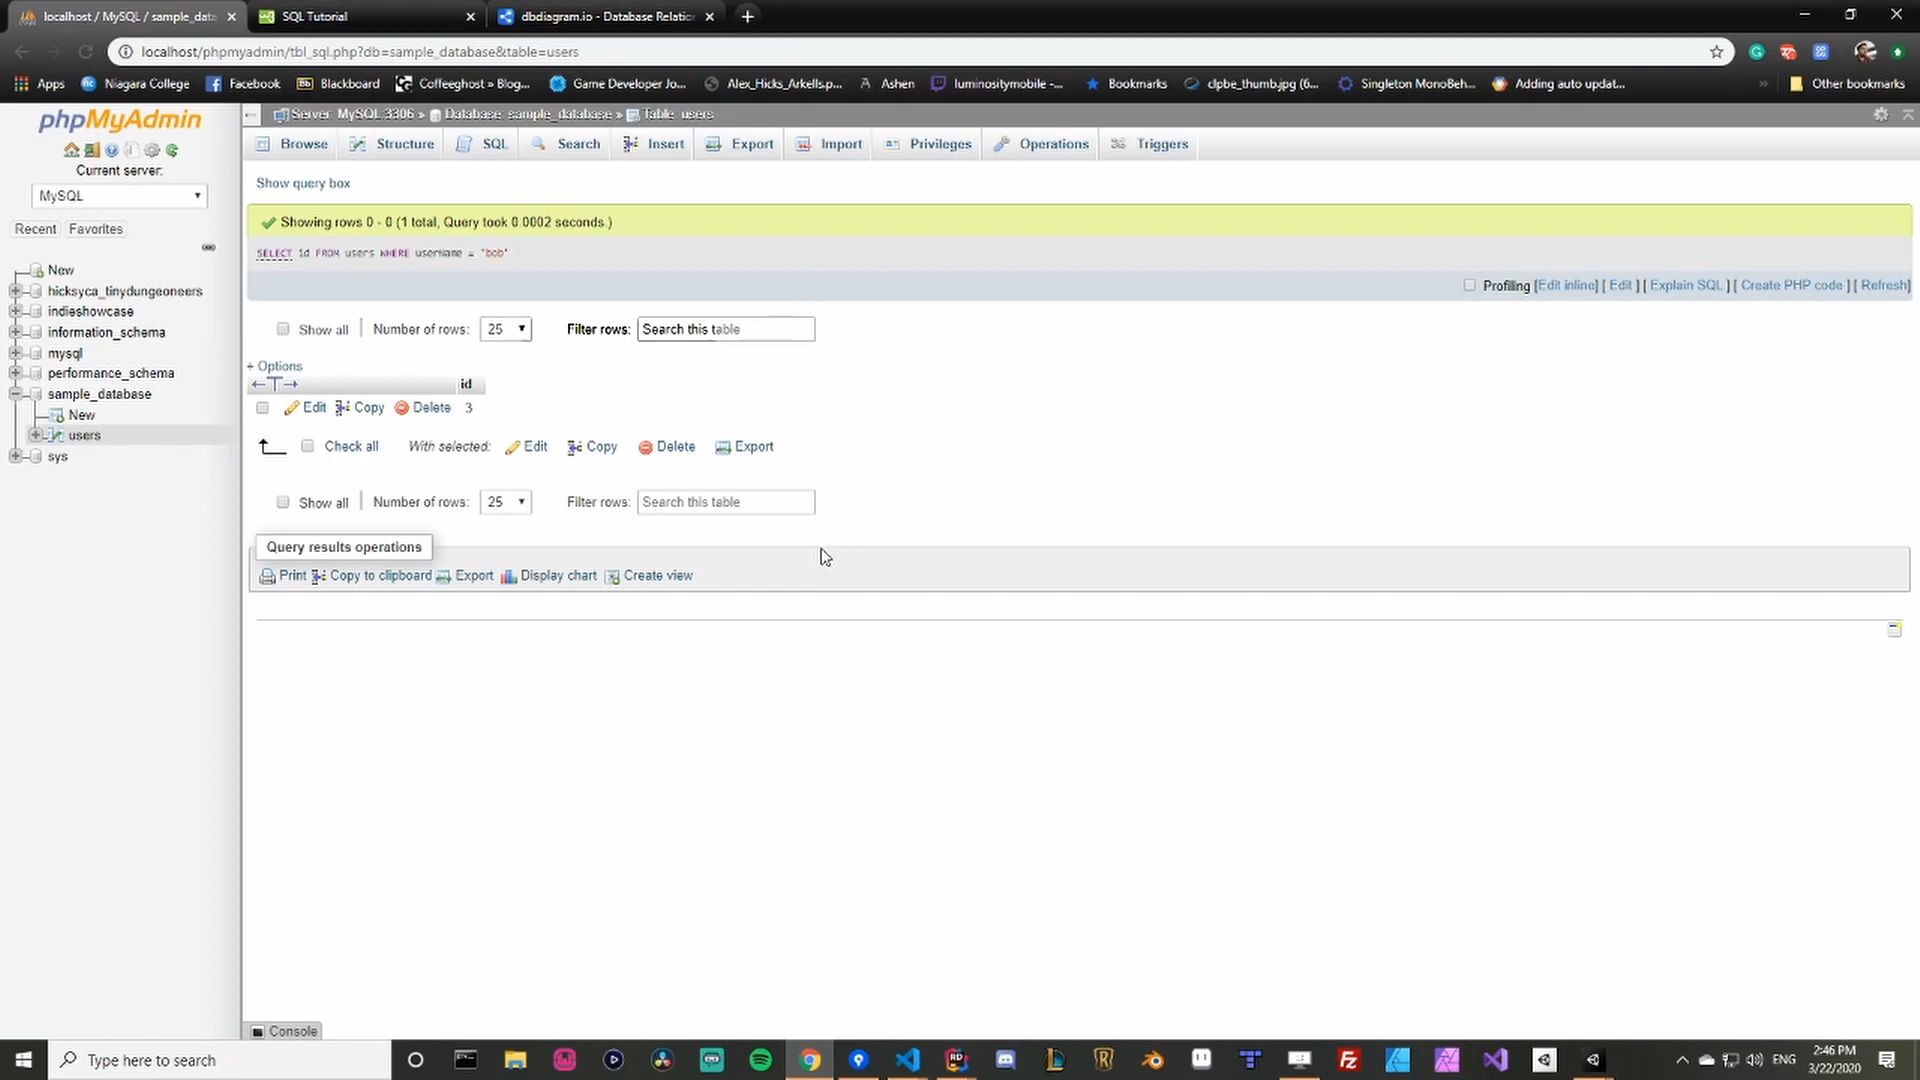 localhost / MySQL / sample_data
SQL Tutorial
dbdiagram.io - Database Relatio
localhost/phpmyadmin/tbl_sql.php?db=sample_database&table=users
Apps
Niagara College
Facebook
Bb Blackboard
Coffeeghost » Blog...
Game Developer Jo...
Alex_Hicks_Arkells.p...
Ashen
luminositymobile -...
Bookmarks
clpbe_thumb.jpg (6...
Singleton MonoBeh...
Adding auto updat...
»
Other bookmarks
phpMyAdmin
Current server:
MySQL
Recent Favorites
New
hicksyca_tinydungeoneers
indieshowcase
information_schema
mysql
performance_schema
sample_database
New
users
sys
Server: MySQL:3306 » Database: sample_database » Table: users
Browse Structure SQL Search Insert Export Import Privileges Operations Triggers
Show query box
Showing rows 0 - 0 (1 total, Query took 0.0002 seconds.)
SELECT id FROM users WHERE username = "bob"
Profiling [Edit inline] [ Edit ] [ Explain SQL ] [ Create PHP code ] [ Refresh]
Show all Number of rows: 25 Filter rows: Search this table
+ Options
←T→ id
Edit Copy Delete 3
Check all With selected: Edit Copy Delete Export
Show all Number of rows: 25 Filter rows: Search this table
Query results operations
Print Copy to clipboard Export Display chart Create view
Console
Type here to search
RD
Fz
ENG
2:46 PM
3/22/2020